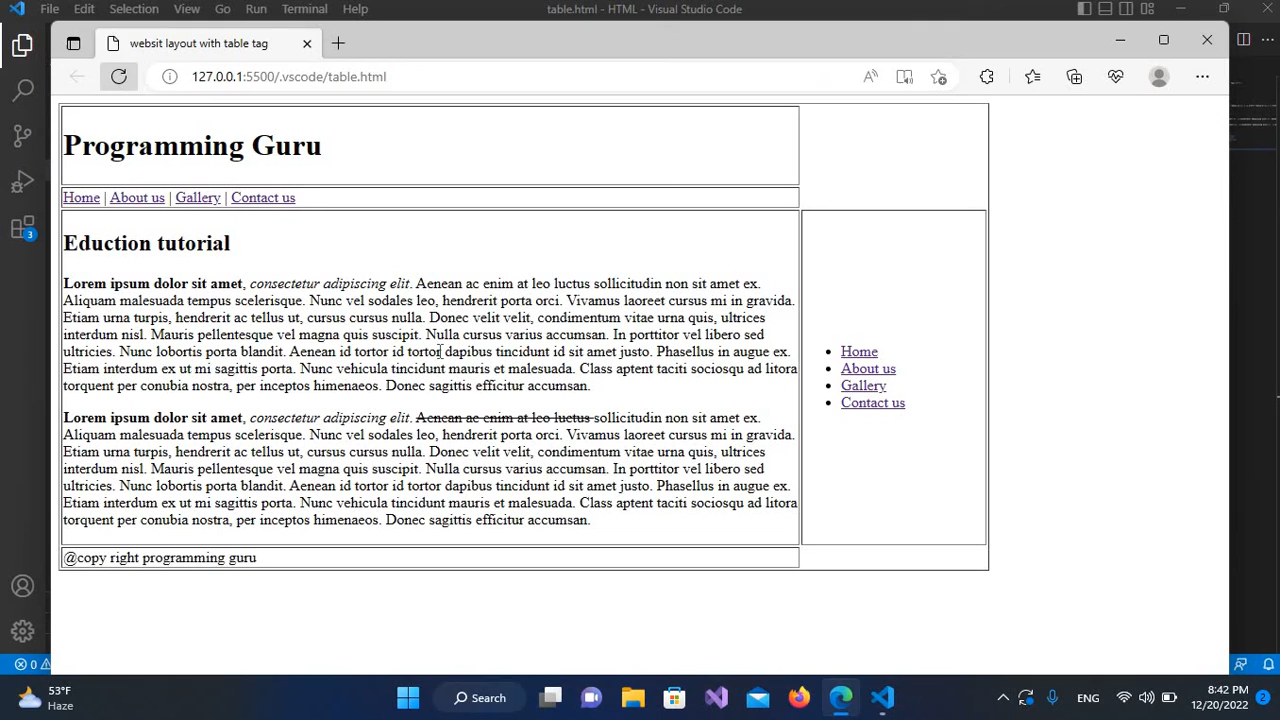 File Edit Selection View Go Run Terminal Help
table.html - HTML - Visual Studio Code
websit layout with table tag
127.0.0.1:5500/.vscode/table.html
Programming Guru
Home | About us | Gallery | Contact us
Eduction tutorial
Lorem ipsum dolor sit amet, consectetur adipiscing elit. Aenean ac enim at leo luctus sollicitudin non sit amet ex.
Aliquam malesuada tempus scelerisque. Nunc vel sodales leo, hendrerit porta orci. Vivamus laoreet cursus mi in gravida.
Etiam urna turpis, hendrerit ac tellus ut, cursus cursus nulla. Donec velit velit, condimentum vitae urna quis, ultrices
interdum nisl. Mauris pellentesque vel magna quis suscipit. Nulla cursus varius accumsan. In porttitor vel libero sed
ultricies. Nunc lobortis porta blandit. Aenean id tortor id tortor dapibus tincidunt id sit amet justo. Phasellus in augue ex.
Etiam interdum ex ut mi sagittis porta. Nunc vehicula tincidunt mauris et malesuada. Class aptent taciti sociosqu ad litora
torquent per conubia nostra, per inceptos himenaeos. Donec sagittis efficitur accumsan.
Lorem ipsum dolor sit amet, consectetur adipiscing elit. Aenean ac enim at leo luctus sollicitudin non sit amet ex.
Aliquam malesuada tempus scelerisque. Nunc vel sodales leo, hendrerit porta orci. Vivamus laoreet cursus mi in gravida.
Etiam urna turpis, hendrerit ac tellus ut, cursus cursus nulla. Donec velit velit, condimentum vitae urna quis, ultrices
interdum nisl. Mauris pellentesque vel magna quis suscipit. Nulla cursus varius accumsan. In porttitor vel libero sed
ultricies. Nunc lobortis porta blandit. Aenean id tortor id tortor dapibus tincidunt id sit amet justo. Phasellus in augue ex.
Etiam interdum ex ut mi sagittis porta. Nunc vehicula tincidunt mauris et malesuada. Class aptent taciti sociosqu ad litora
torquent per conubia nostra, per inceptos himenaeos. Donec sagittis efficitur accumsan.
Home
About us
Gallery
Contact us
@copy right programming guru
3
0
53°F
Haze
Search
ENG
8:42 PM
12/20/2022
2